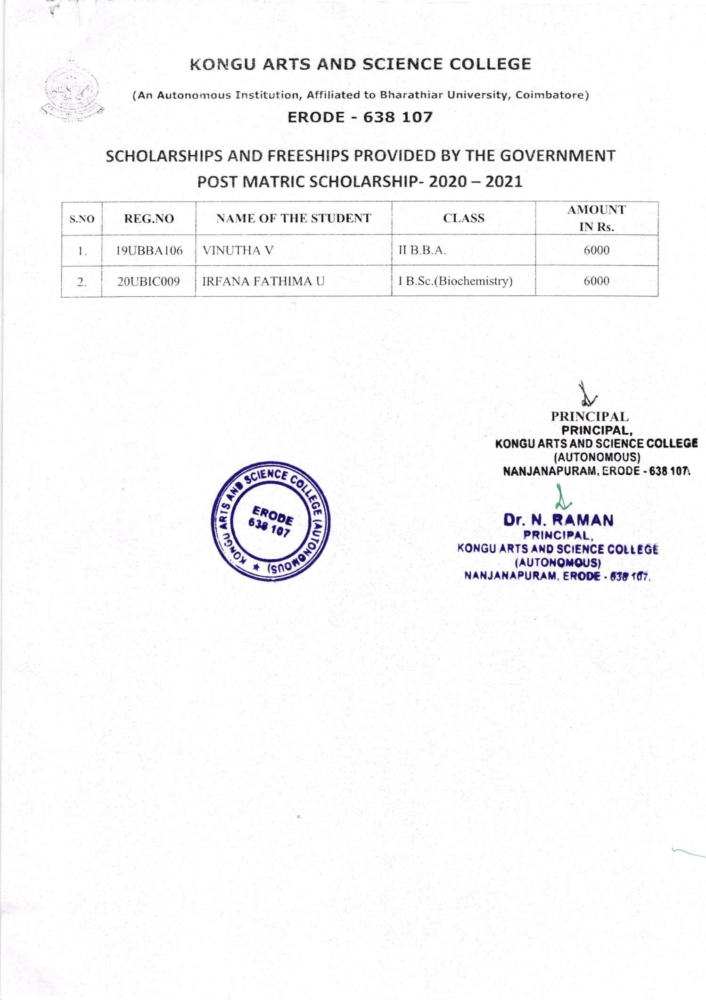 KONGU ARTS AND SCIENCE COLLEGE
(An Autonomous Institution, Affiliated to Bharathiar University, Coimbatore)
ERODE - 638 107
SCHOLARSHIPS AND FREESHIPS PROVIDED BY THE GOVERNMENT
POST MATRIC SCHOLARSHIP- 2020 – 2021
S.NO REG.NO NAME OF THE STUDENT CLASS AMOUNT IN Rs.
1. 19UBBA106 VINUTHA V II B.B.A. 6000
2. 20UBIC009 IRFANA FATHIMA U I B.Sc.(Biochemistry) 6000
PRINCIPAL
PRINCIPAL,
KONGU ARTS AND SCIENCE COLLEGE
(AUTONOMOUS)
NANJANAPURAM, ERODE - 638 107.
KONGU ARTS AND SCIENCE COLLEGE (AUTONOMOUS) ★
ERODE
638 107
Dr. N. RAMAN
PRINCIPAL,
KONGU ARTS AND SCIENCE COLLEGE
(AUTONOMOUS)
NANJANAPURAM, ERODE - 638 107.